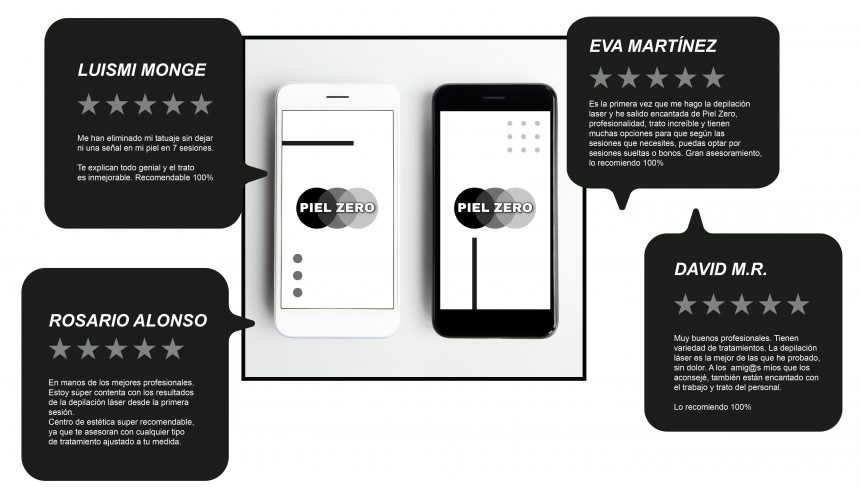 LUISMI MONGE
Me han eliminado mi tatuaje sin dejar
ni una señal en mi piel en 7 sesiones.
Te explican todo genial y el trato
es inmejorable. Recomendable 100%
EVA MARTÍNEZ
Es la primera vez que me hago la depilación
laser y he salido encantada de Piel Zero,
profesionalidad, trato increíble y tienen
muchas opciones para que según las
sesiones que necesites, puedas optar por
sesiones sueltas o bonos. Gran asesoramiento,
lo recomiendo 100%
PIEL ZERO
PIEL ZERO
ROSARIO ALONSO
En manos de los mejores profesionales.
Estoy súper contenta con los resultados
de la depilación láser desde la primera
sesión.
Centro de estética super recomendable,
ya que te asesoran con cualquier tipo
de tratamiento ajustado a tu medida.
DAVID M.R.
Muy buenos profesionales. Tienen
variedad de tratamientos. La depilación
láser es la mejor de las que he probado,
sin dolor. A los amig@s míos que los
aconsejé, también están encantado con
el trabajo y trato del personal.
Lo recomiendo 100%